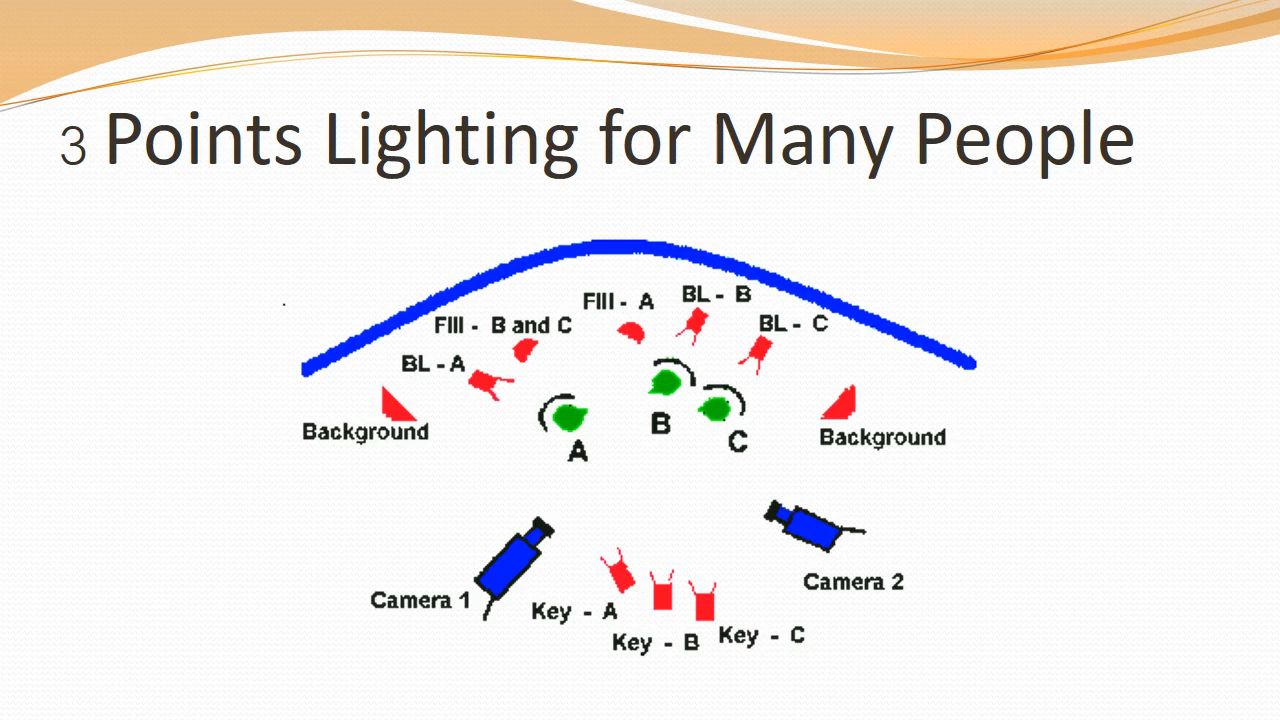 3 Points Lighting for Many People
FIll - A
BL - B
FIll - B and C
BL - C
BL - A
Background
A
B
C
Background
Camera 1
Camera 2
Key - A
Key - B
Key - C